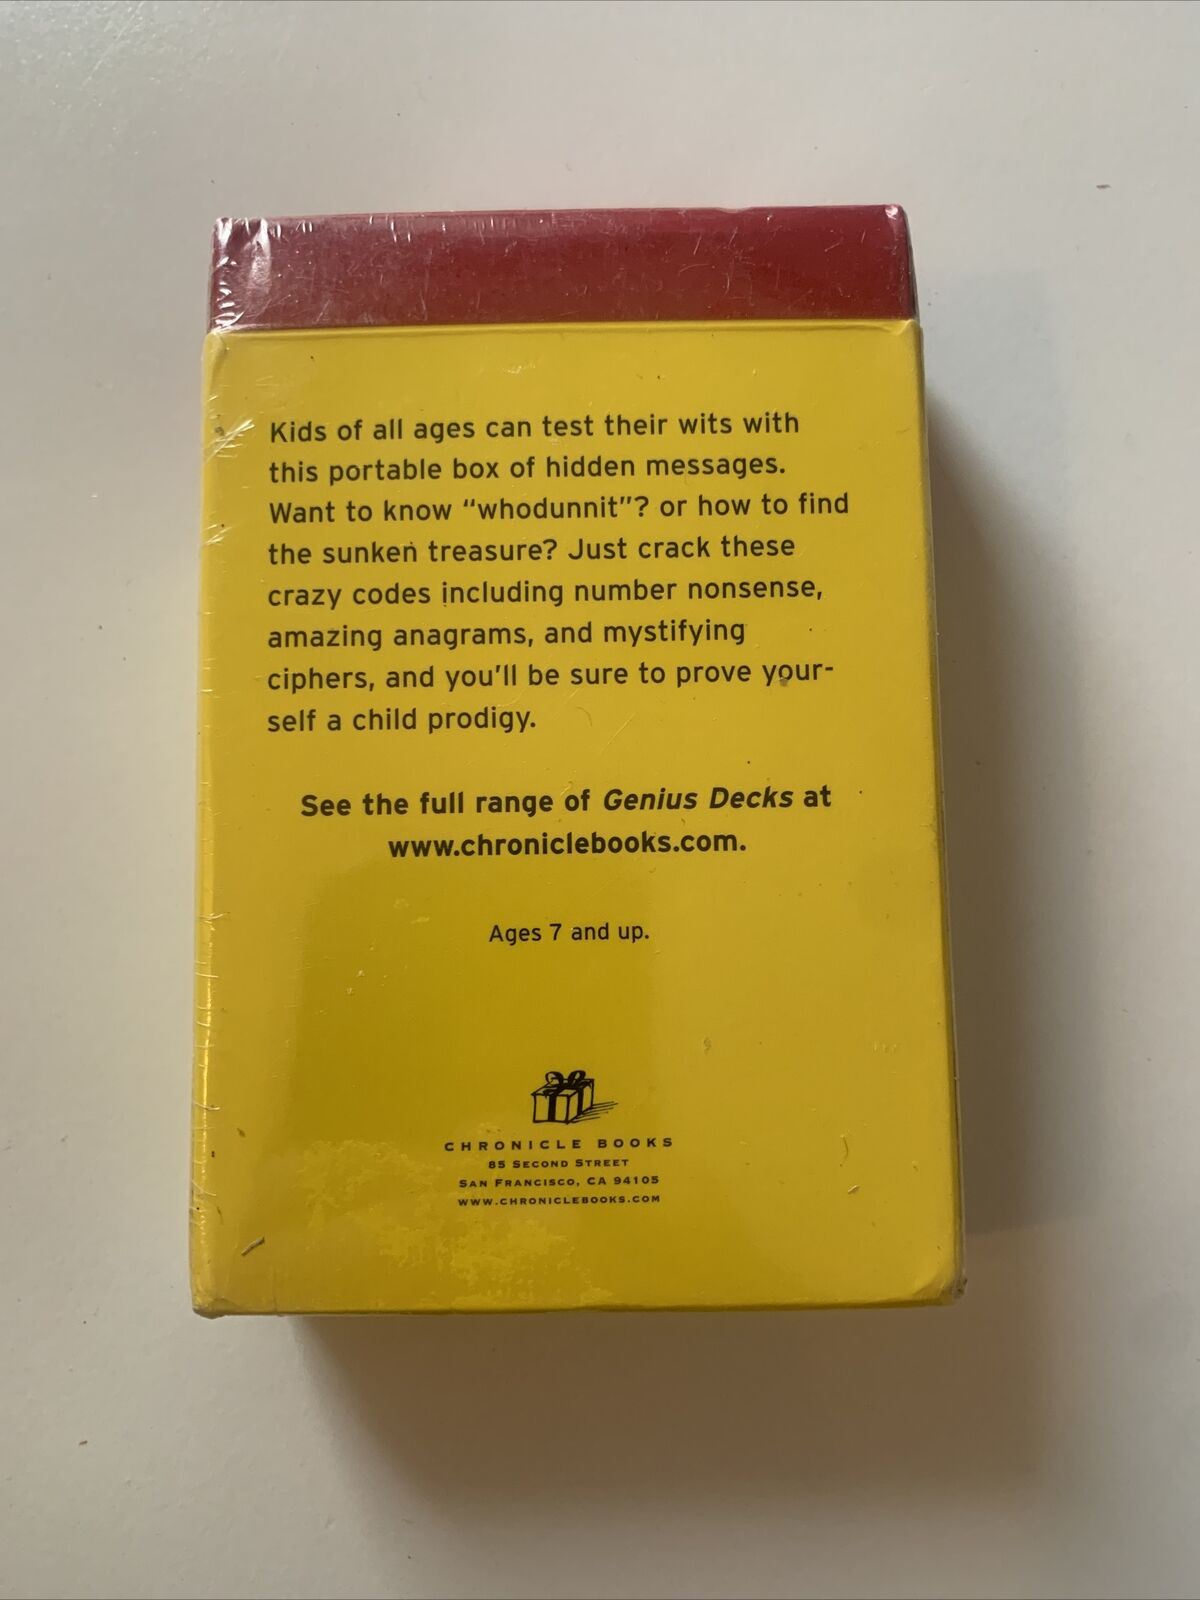 Kids of all ages can test their wits with
this portable box of hidden messages.
Want to know “whodunnit”? or how to find
the sunken treasure? Just crack these
crazy codes including number nonsense,
amazing anagrams, and mystifying
ciphers, and you’ll be sure to prove your-
self a child prodigy.
See the full range of Genius Decks at
www.chroniclebooks.com.
Ages 7 and up.
CHRONICLE BOOKS
85 SECOND STREET
SAN FRANCISCO, CA 94105
WWW.CHRONICLEBOOKS.COM